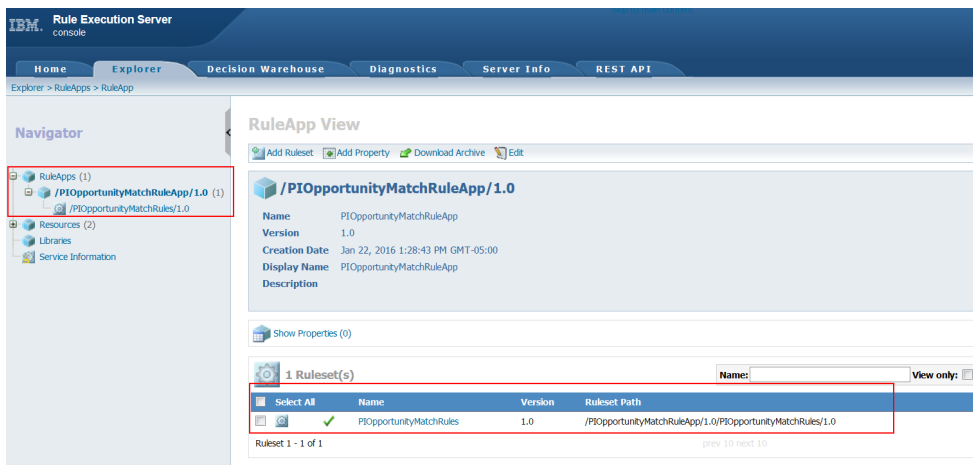 IBM. Rule Execution Server
console
Home Explorer Decision Warehouse Diagnostics Server Info REST API
Explorer > RuleApps > RuleApp
Navigator
RuleApps (1)
/PIOpportunityMatchRuleApp/1.0 (1)
/PIOpportunityMatchRules/1.0
Resources (2)
Libraries
Service Information
RuleApp View
Add Ruleset Add Property Download Archive Edit
/PIOpportunityMatchRuleApp/1.0
Name PIOpportunityMatchRuleApp
Version 1.0
Creation Date Jan 22, 2016 1:28:43 PM GMT-05:00
Display Name PIOpportunityMatchRuleApp
Description
Show Properties (0)
1 Ruleset(s) Name: View only:
Select All Name Version Ruleset Path
PIOpportunityMatchRules 1.0 /PIOpportunityMatchRuleApp/1.0/PIOpportunityMatchRules/1.0
Ruleset 1 - 1 of 1 prev 10 next 10